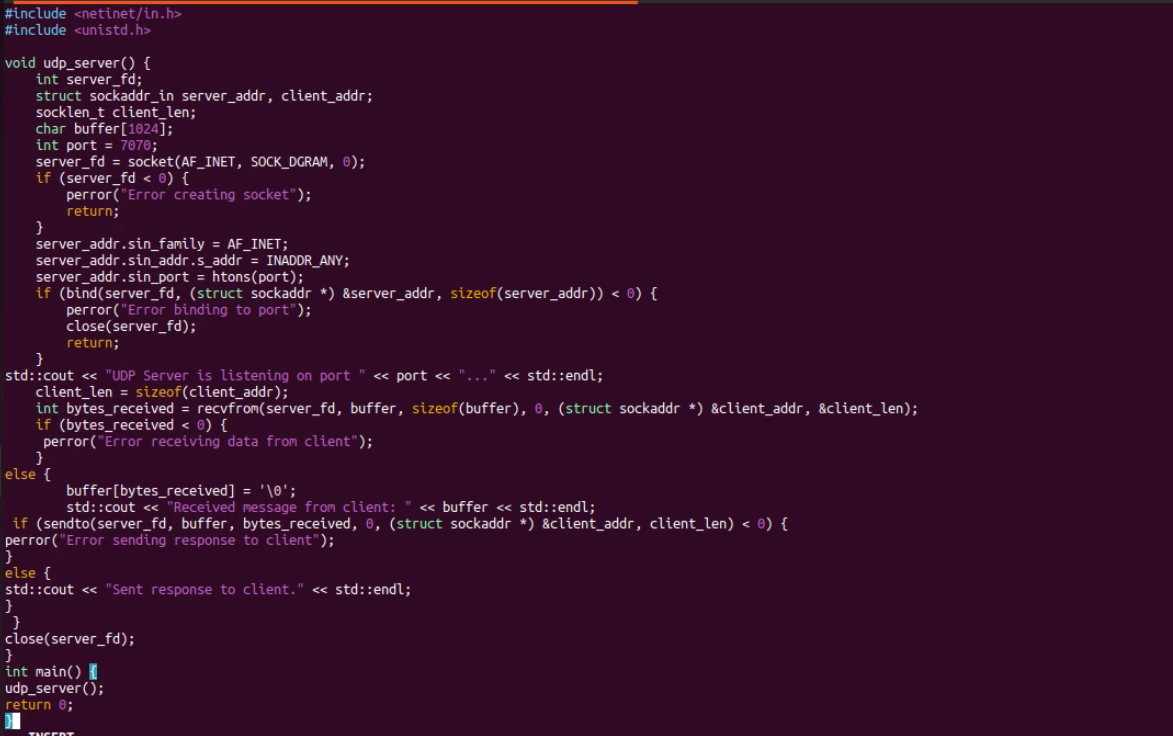 #include <netinet/in.h>
#include <unistd.h>

void udp_server() {
    int server_fd;
    struct sockaddr_in server_addr, client_addr;
    socklen_t client_len;
    char buffer[1024];
    int port = 7070;
    server_fd = socket(AF_INET, SOCK_DGRAM, 0);
    if (server_fd < 0) {
        perror("Error creating socket");
        return;
    }
    server_addr.sin_family = AF_INET;
    server_addr.sin_addr.s_addr = INADDR_ANY;
    server_addr.sin_port = htons(port);
    if (bind(server_fd, (struct sockaddr *) &server_addr, sizeof(server_addr)) < 0) {
        perror("Error binding to port");
        close(server_fd);
        return;
    }
std::cout << "UDP Server is listening on port " << port << "..." << std::endl;
    client_len = sizeof(client_addr);
    int bytes_received = recvfrom(server_fd, buffer, sizeof(buffer), 0, (struct sockaddr *) &client_addr, &client_len);
    if (bytes_received < 0) {
     perror("Error receiving data from client");
    }
else {
        buffer[bytes_received] = '\0';
        std::cout << "Received message from client: " << buffer << std::endl;
 if (sendto(server_fd, buffer, bytes_received, 0, (struct sockaddr *) &client_addr, client_len) < 0) {
perror("Error sending response to client");
}
else {
std::cout << "Sent response to client." << std::endl;
}
 }
close(server_fd);
}
int main() {
udp_server();
return 0;
}
INSERT